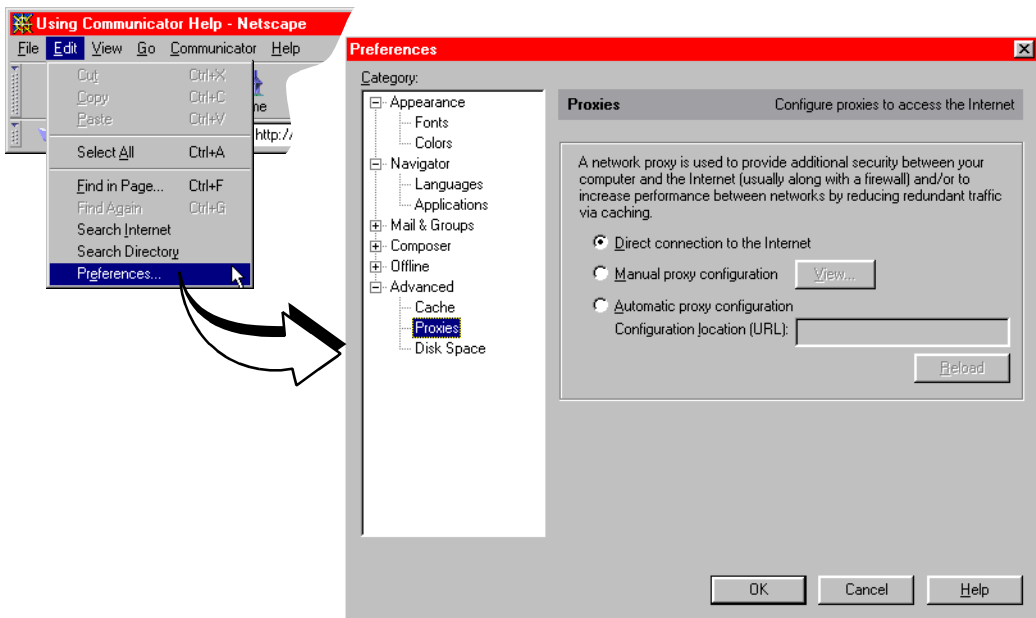 Using Communicator Help - Netscape
File Edit View Go Communicator Help
Cut Ctrl+X
Copy Ctrl+C
Paste Ctrl+V
Select All Ctrl+A
Find in Page... Ctrl+F
Find Again Ctrl+G
Search Internet
Search Directory
Preferences...
me
http://
Preferences
Category:
Appearance
Fonts
Colors
Navigator
Languages
Applications
Mail & Groups
Composer
Offline
Advanced
Cache
Proxies
Disk Space
Proxies Configure proxies to access the Internet
A network proxy is used to provide additional security between your
computer and the Internet (usually along with a firewall) and/or to
increase performance between networks by reducing redundant traffic
via caching.
Direct connection to the Internet
Manual proxy configuration View...
Automatic proxy configuration
Configuration location (URL):
Reload
OK Cancel Help